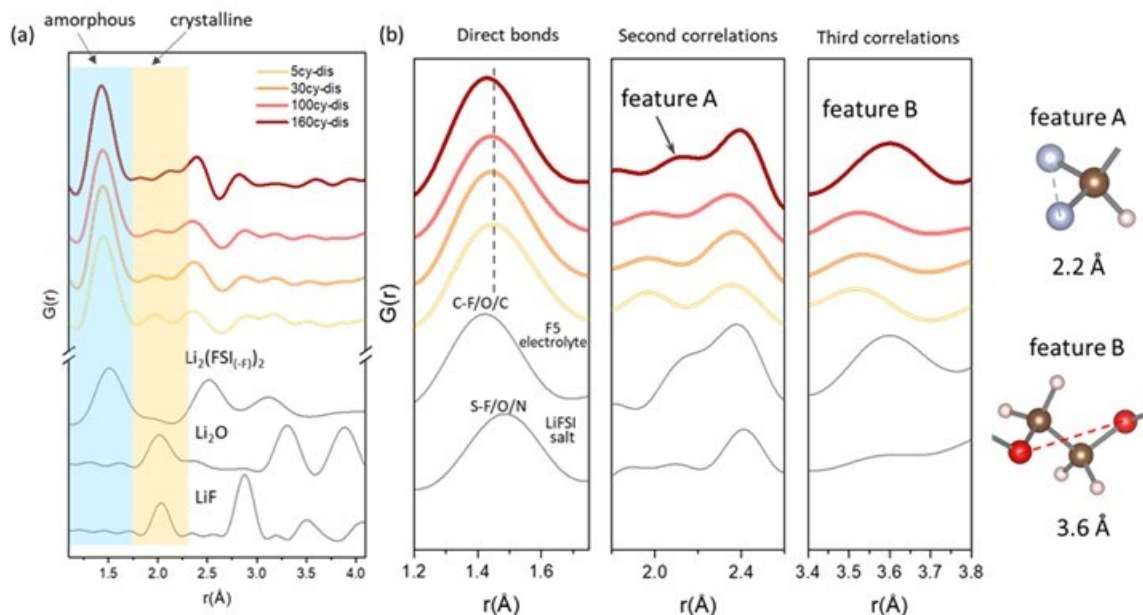 amorphous
crystalline
(a)
5cy-dis
30cy-dis
100cy-dis
160cy-dis
G(r)
Li₂(FSI₍₋F₎)₂
Li₂O
LiF
1.5 2.0 2.5 3.0 3.5 4.0
r(Å)
(b)
Direct bonds
Second correlations
Third correlations
feature A
feature B
G(r)
C-F/O/C
F5
electrolyte
S-F/O/N
LiFSI
salt
1.2 1.4 1.6
2.0 2.4
3.4 3.5 3.6 3.7 3.8
r(Å)
r(Å)
r(Å)
feature A
2.2 Å
feature B
3.6 Å